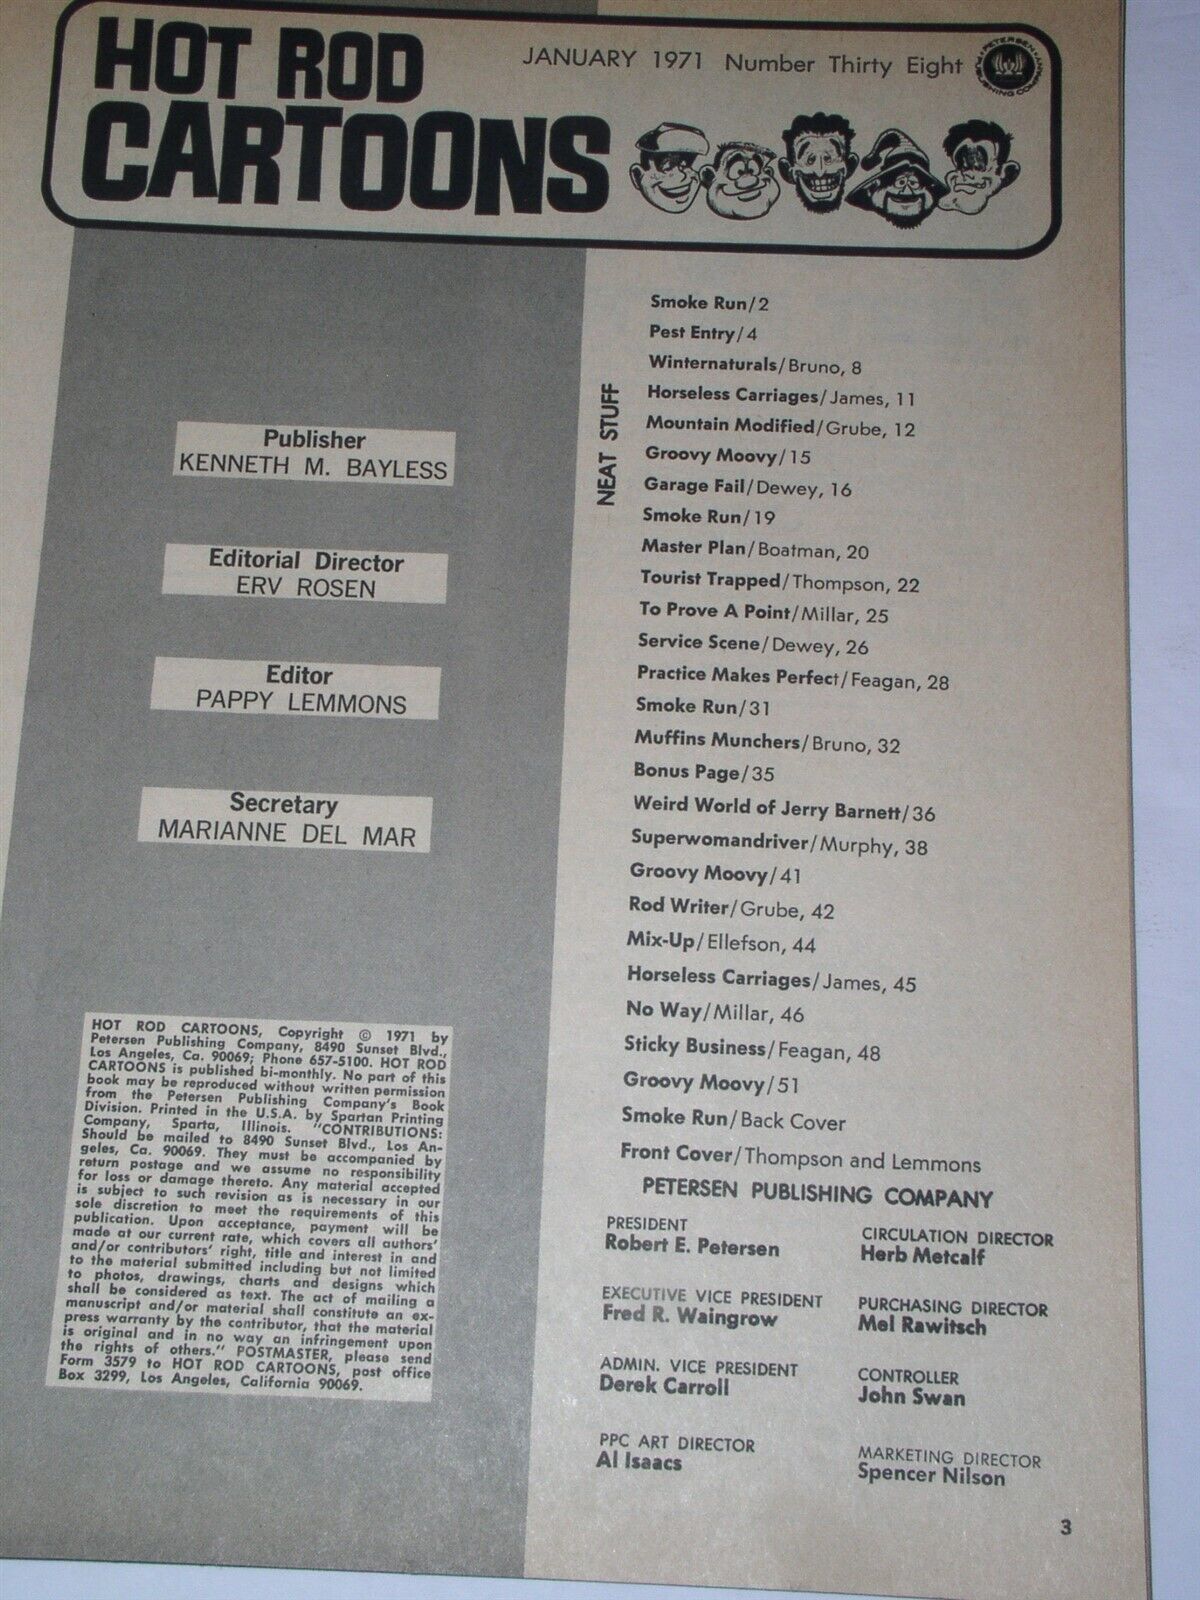 HOT ROD
CARTOONS
JANUARY 1971 Number Thirty Eight
PETERSEN PUBLISHING COMPANY
Publisher
KENNETH M. BAYLESS
Editorial Director
ERV ROSEN
Editor
PAPPY LEMMONS
Secretary
MARIANNE DEL MAR
HOT ROD CARTOONS, Copyright © 1971 by
Petersen Publishing Company, 8490 Sunset Blvd.,
Los Angeles, Ca. 90069; Phone 657-5100. HOT ROD
CARTOONS is published bi-monthly. No part of this
book may be reproduced without written permission
from the Petersen Publishing Company's Book
Division. Printed in the U.S.A. by Spartan Printing
Company, Sparta, Illinois. "CONTRIBUTIONS:
Should be mailed to 8490 Sunset Blvd., Los An-
geles, Ca. 90069. They must be accompanied by
return postage and we assume no responsibility
for loss or damage thereto. Any material accepted
is subject to such revision as is necessary in our
sole discretion to meet the requirements of this
publication. Upon acceptance, payment will be
made at our current rate, which covers all authors'
and/or contributors' right, title and interest in and
to the material submitted including but not limited
to photos, drawings, charts and designs which
shall be considered as text. The act of mailing a
manuscript and/or material shall constitute an ex-
press warranty by the contributor, that the material
is original and in no way an infringement upon
the rights of others." POSTMASTER, please send
Form 3579 to HOT ROD CARTOONS, post office
Box 3299, Los Angeles, California 90069.
NEAT STUFF
Smoke Run/2
Pest Entry/4
Winternaturals/Bruno, 8
Horseless Carriages/James, 11
Mountain Modified/Grube, 12
Groovy Moovy/15
Garage Fail/Dewey, 16
Smoke Run/19
Master Plan/Boatman, 20
Tourist Trapped/Thompson, 22
To Prove A Point/Millar, 25
Service Scene/Dewey, 26
Practice Makes Perfect/Feagan, 28
Smoke Run/31
Muffins Munchers/Bruno, 32
Bonus Page/35
Weird World of Jerry Barnett/36
Superwomandriver/Murphy, 38
Groovy Moovy/41
Rod Writer/Grube, 42
Mix-Up/Ellefson, 44
Horseless Carriages/James, 45
No Way/Millar, 46
Sticky Business/Feagan, 48
Groovy Moovy/51
Smoke Run/Back Cover
Front Cover/Thompson and Lemmons
PETERSEN PUBLISHING COMPANY
PRESIDENT
Robert E. Petersen
EXECUTIVE VICE PRESIDENT
Fred R. Waingrow
ADMIN. VICE PRESIDENT
Derek Carroll
PPC ART DIRECTOR
Al Isaacs
CIRCULATION DIRECTOR
Herb Metcalf
PURCHASING DIRECTOR
Mel Rawitsch
CONTROLLER
John Swan
MARKETING DIRECTOR
Spencer Nilson
3